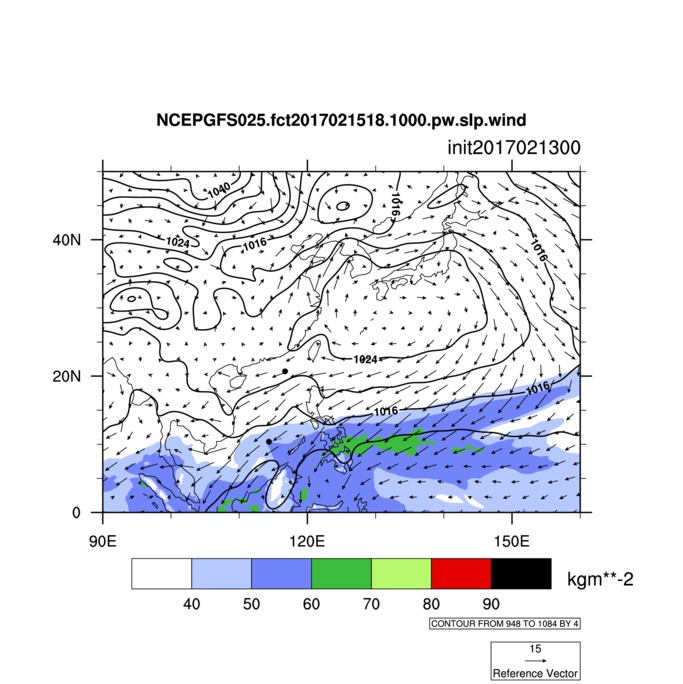 NCEPGFS025.fct2017021518.1000.pw.slp.wind
init2017021300
1040
1016
1024
1016
1016
40N
1024
20N
1016
1016
0
90E 120E 150E
kgm**-2
40 50 60 70 80 90
CONTOUR FROM 948 TO 1084 BY 4
15
Reference Vector